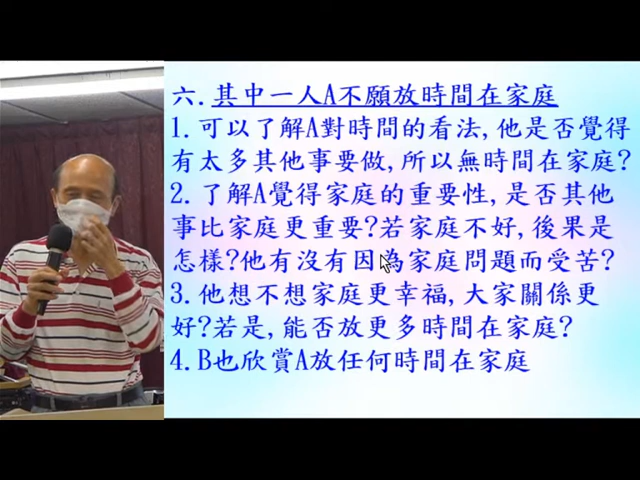 六.其中一人A不願放時間在家庭
1.可以了解A對時間的看法,他是否覺得
有太多其他事要做,所以無時間在家庭?
2.了解A覺得家庭的重要性,是否其他
事比家庭更重要?若家庭不好,後果是
怎樣?他有沒有因為家庭問題而受苦?
3.他想不想家庭更幸福,大家關係更
好?若是,能否放更多時間在家庭?
4.B也欣賞A放任何時間在家庭